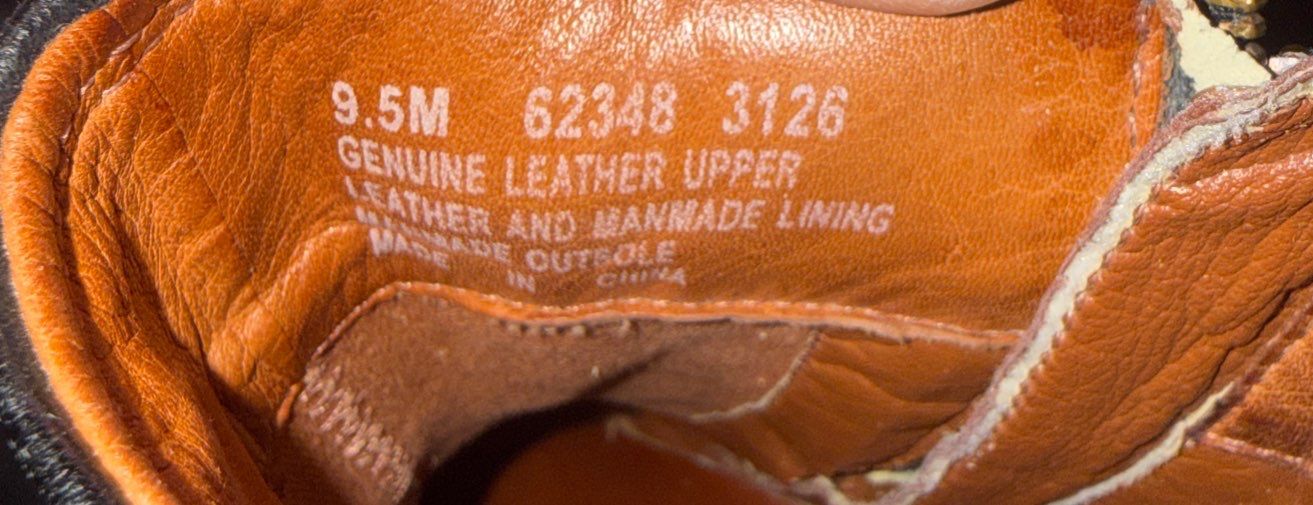 9.5M 62348 3126
GENUINE LEATHER UPPER
LEATHER AND MANMADE LINING
MANMADE OUTSOLE
MADE IN CHINA